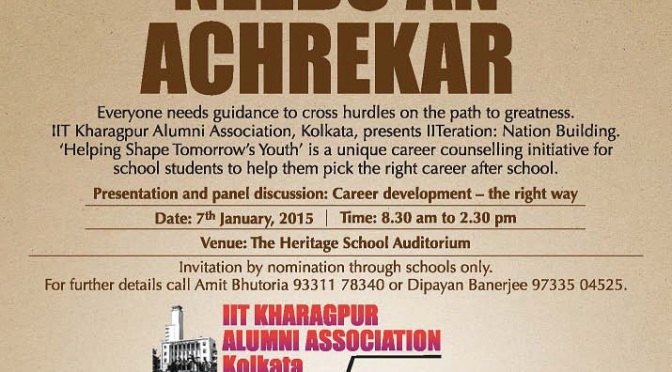 NEEDS AN
ACHREKAR
Everyone needs guidance to cross hurdles on the path to greatness.
IIT Kharagpur Alumni Association, Kolkata, presents IITeration: Nation Building.
‘Helping Shape Tomorrow’s Youth’ is a unique career counselling initiative for
school students to help them pick the right career after school.
Presentation and panel discussion: Career development – the right way
Date: 7th January, 2015 | Time: 8.30 am to 2.30 pm
Venue: The Heritage School Auditorium
Invitation by nomination through schools only.
For further details call Amit Bhutoria 93311 78340 or Dipayan Banerjee 97335 04525.
IIT KHARAGPUR
ALUMNI ASSOCIATION
Kolkata